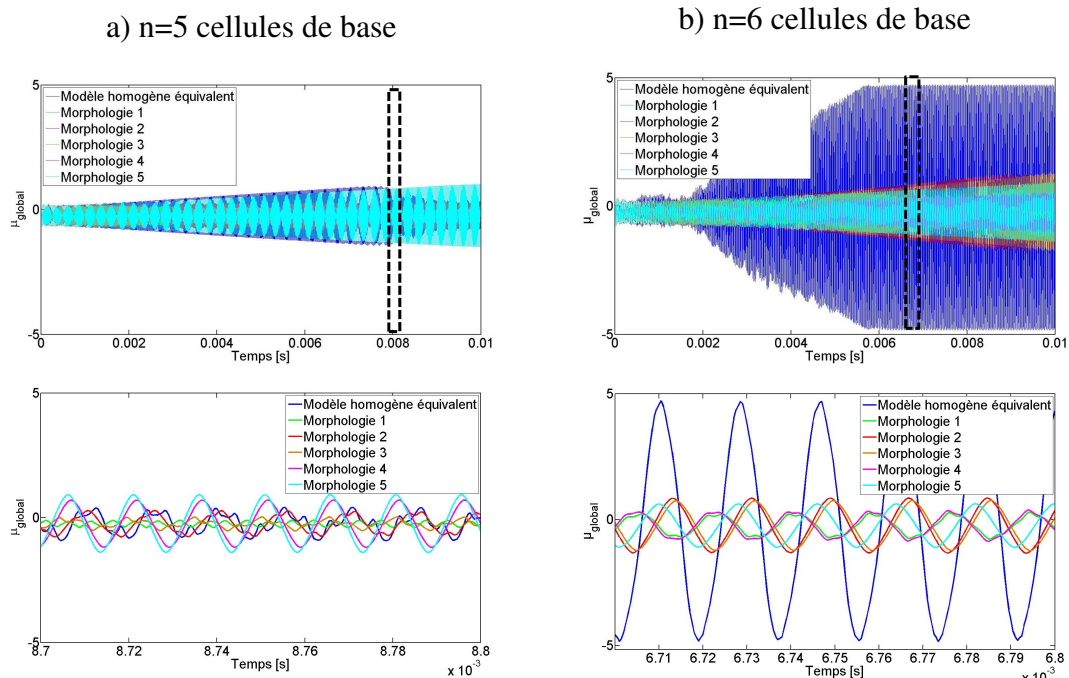 a) n=5 cellules de base
b) n=6 cellules de base
5
0
-5
μglobal
Modèle homogène équivalent
Morphologie 1
Morphologie 2
Morphologie 3
Morphologie 4
Morphologie 5
0
0.002
0.004
0.006
0.008
0.01
Temps [s]
5
0
-5
μglobal
Modèle homogène équivalent
Morphologie 1
Morphologie 2
Morphologie 3
Morphologie 4
Morphologie 5
0
0.002
0.004
0.006
0.008
0.01
Temps [s]
5
0
-5
μglobal
Modèle homogène équivalent
Morphologie 1
Morphologie 2
Morphologie 3
Morphologie 4
Morphologie 5
8.7
8.72
8.74
8.76
8.78
8.8
Temps [s]
x 10⁻³
5
0
-5
μglobal
Modèle homogène équivalent
Morphologie 1
Morphologie 2
Morphologie 3
Morphologie 4
Morphologie 5
6.71
6.72
6.73
6.74
6.75
6.76
6.77
6.78
6.79
6.8
Temps [s]
x 10⁻³